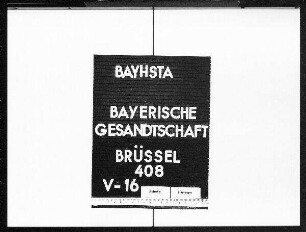 BAYHSTA
BAYERISCHE
GESANDTSCHAFT
BRÜSSEL
408
V-16